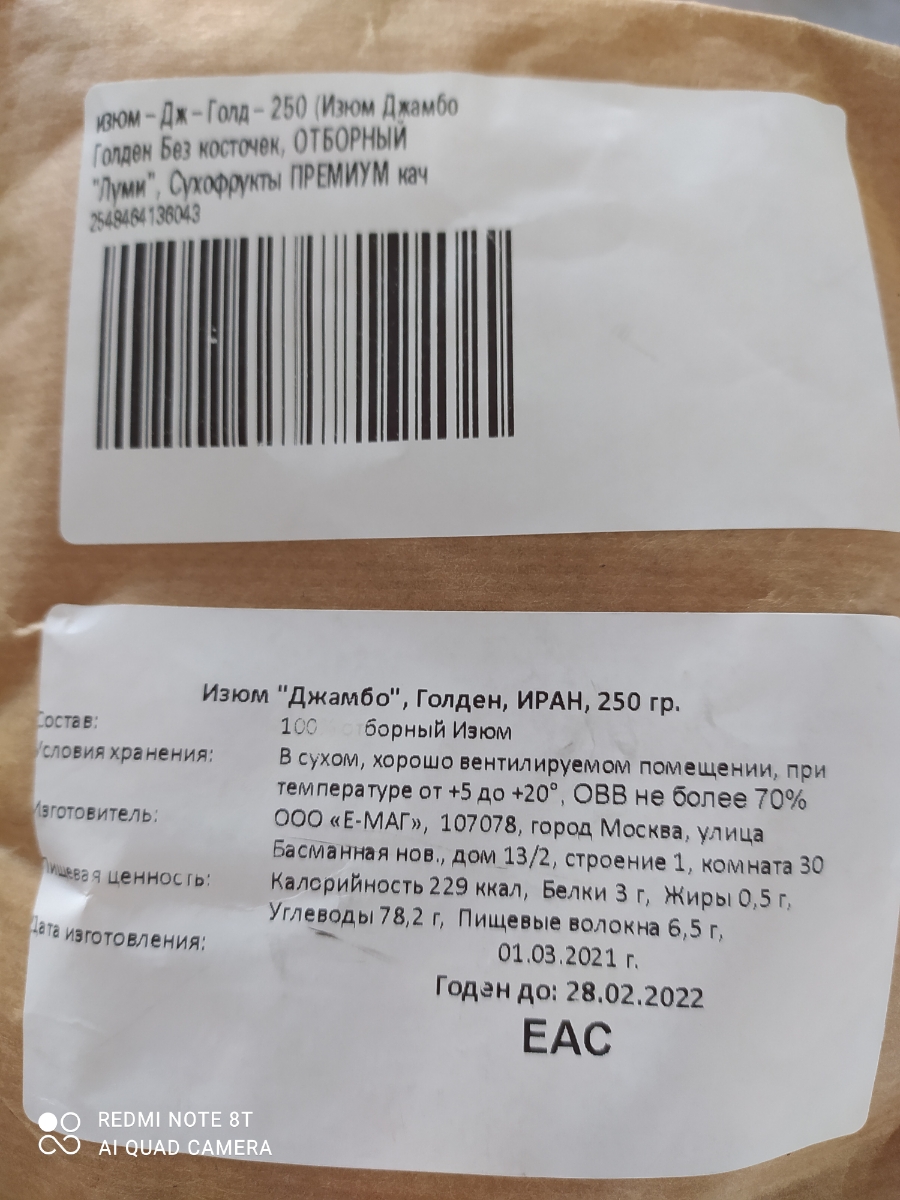 изюм – Дж – Голд – 250 (Изюм Джамбо
Голден Без косточек, ОТБОРНЫЙ
"Луми", Сухофрукты ПРЕМИУМ кач
2548464136043
Изюм "Джамбо", Голден, ИРАН, 250 гр.
Состав: 100% отборный Изюм
Условия хранения: В сухом, хорошо вентилируемом помещении, при
температуре от +5 до +20°, ОВВ не более 70%
Изготовитель: ООО «Е-МАГ», 107078, город Москва, улица
Басманная нов., дом 13/2, строение 1, комната 30
Пищевая ценность: Калорийность 229 ккал, Белки 3 г, Жиры 0,5 г,
Углеводы 78,2 г, Пищевые волокна 6,5 г,
Дата изготовления: 01.03.2021 г.
Годен до: 28.02.2022
EAC
REDMI NOTE 8T
AI QUAD CAMERA